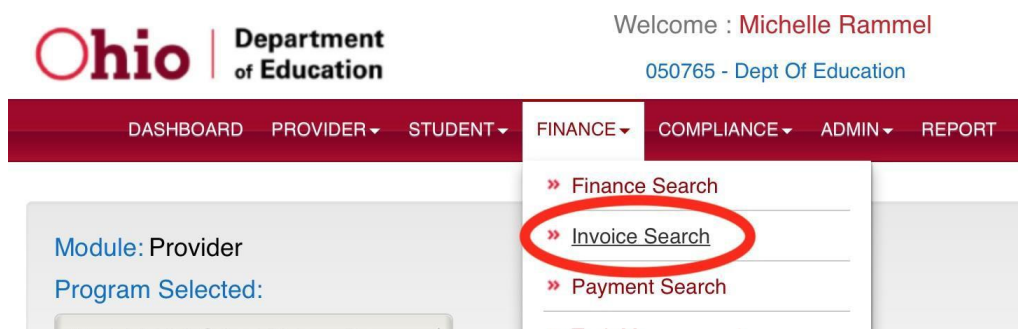 Ohio Department of Education
Welcome : Michelle Rammel
050765 - Dept Of Education
DASHBOARD PROVIDER STUDENT FINANCE COMPLIANCE ADMIN REPORT
» Finance Search
» Invoice Search
» Payment Search
Module: Provider
Program Selected: